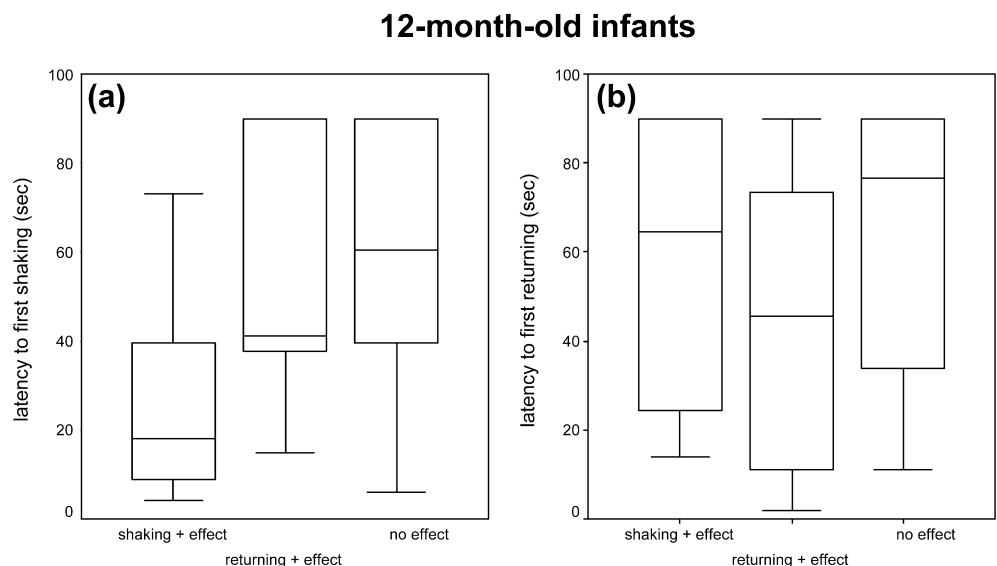 12-month-old infants
(a)
latency to first shaking (sec)
100
80
60
40
20
0
shaking + effect
returning + effect
no effect
(b)
latency to first returning (sec)
100
80
60
40
20
0
shaking + effect
returning + effect
no effect